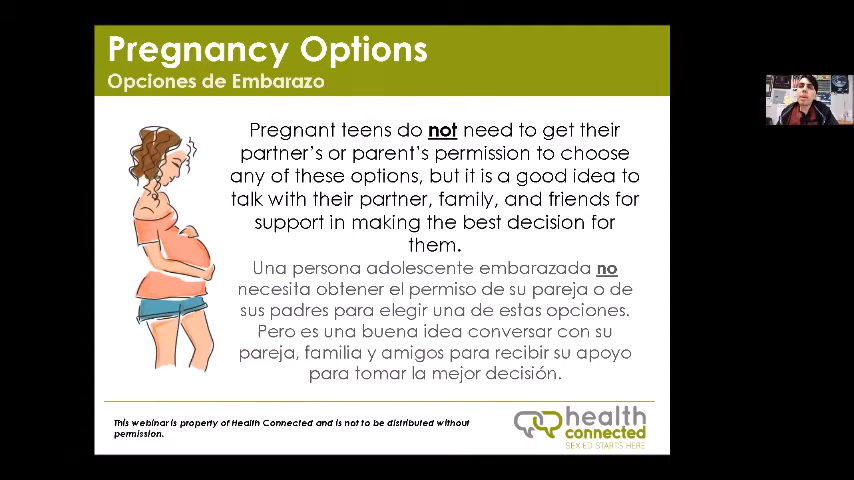 Pregnancy Options
Opciones de Embarazo
Pregnant teens do not need to get their
partner's or parent's permission to choose
any of these options, but it is a good idea to
talk with their partner, family, and friends for
support in making the best decision for
them.
Una persona adolescente embarazada no
necesita obtener el permiso de su pareja o de
sus padres para elegir una de estas opciones.
Pero es una buena idea conversar con su
pareja, familia y amigos para recibir su apoyo
para tomar la mejor decisión.
This webinar is property of Health Connected and is not to be distributed without
permission.
health
connected
SEX ED STARTS HERE